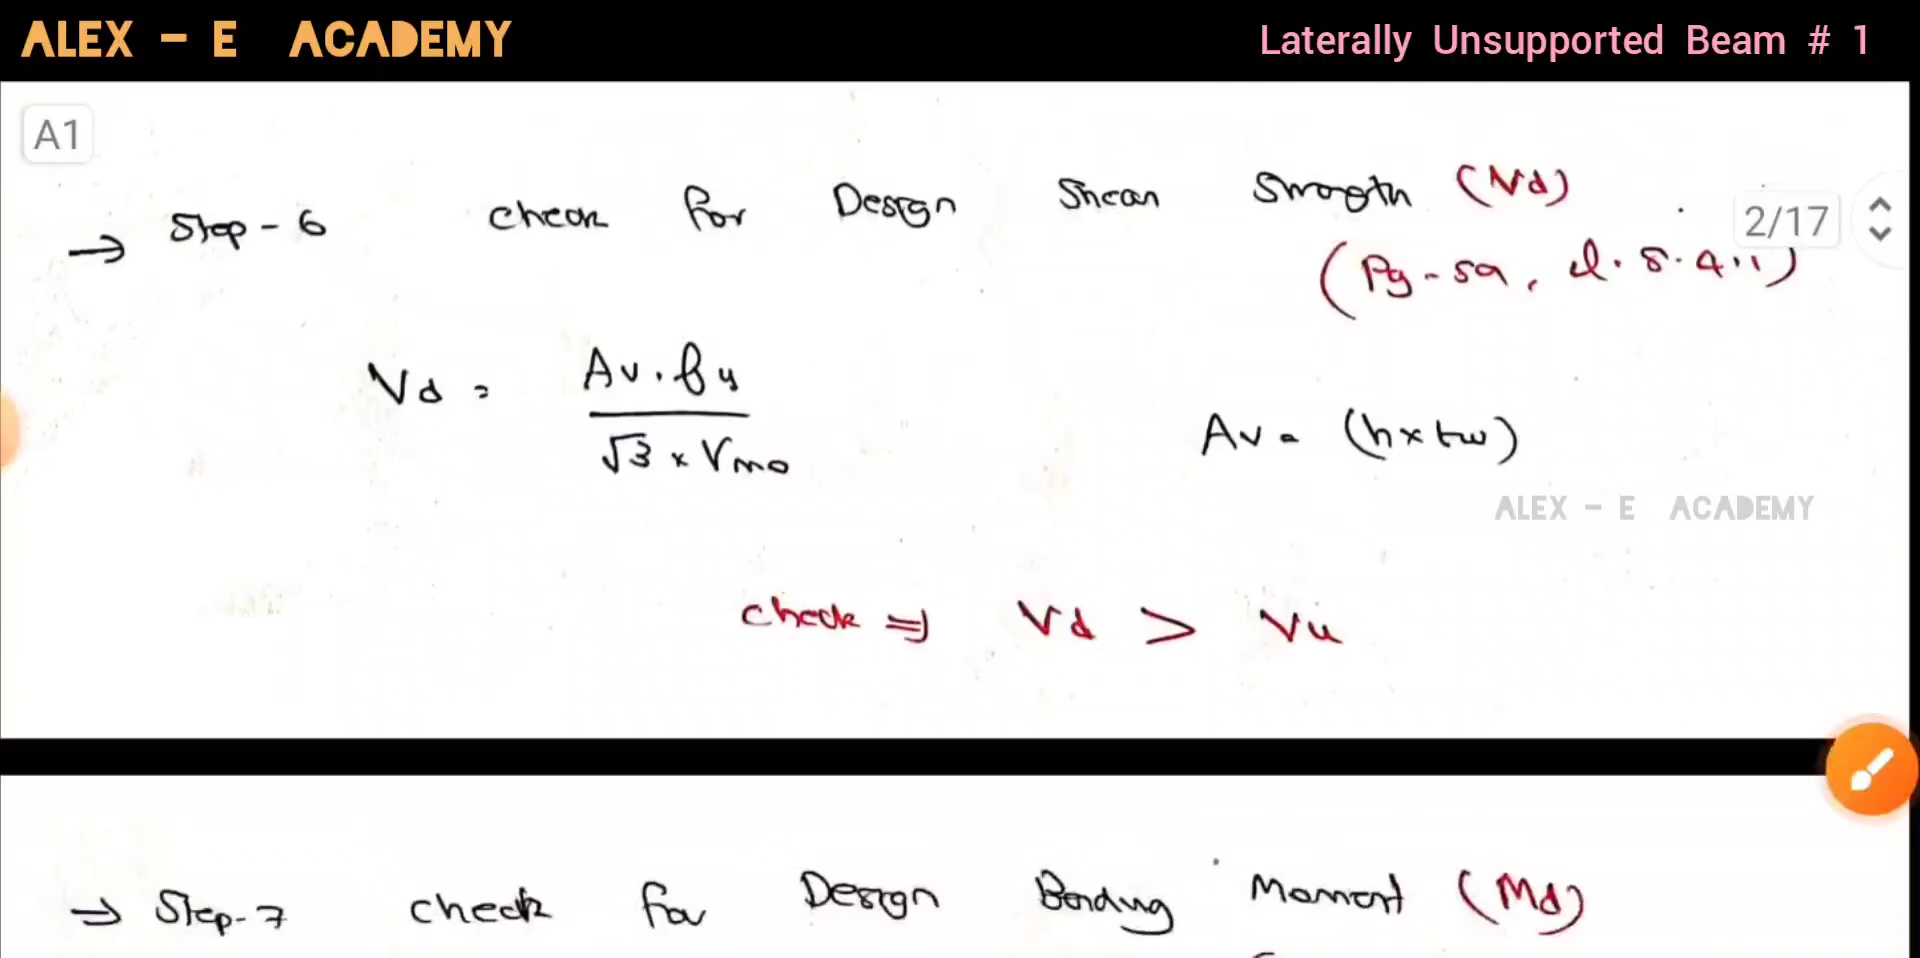 ALEX - E ACADEMY
Laterally Unsupported Beam # 1
A1
→ Step - 6 check for Design Shear Strength (Vd)
2/17
(Pg - 59, cl. 8.4.1)
Vd = Av . fy / √3 × γmo
Av = (h × tw)
ALEX - E ACADEMY
check ⇒ Vd > Vu
⇒ Step - 7 check for Design Bending Moment (Md)